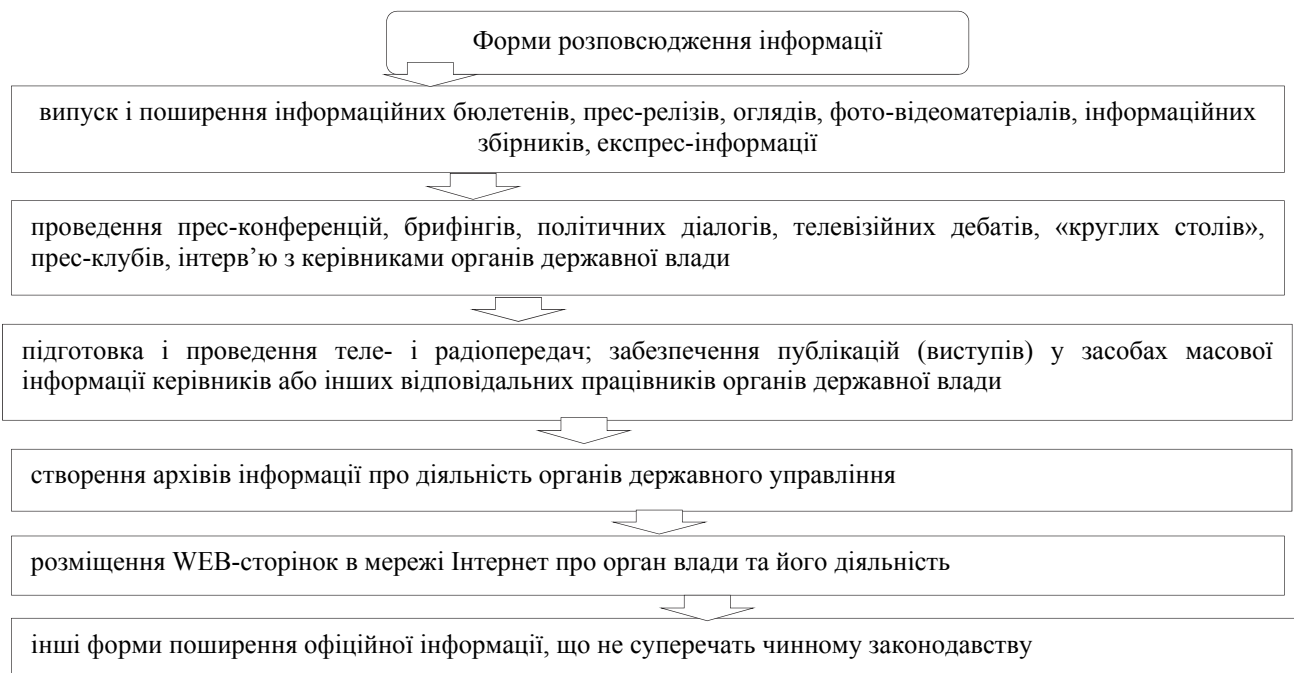 Форми розповсюдження інформації
випуск і поширення інформаційних бюлетенів, прес-релізів, оглядів, фото-відеоматеріалів, інформаційних
збірників, експрес-інформації
проведення прес-конференцій, брифінгів, політичних діалогів, телевізійних дебатів, «круглих столів»,
прес-клубів, інтерв’ю з керівниками органів державної влади
підготовка і проведення теле- і радіопередач; забезпечення публікацій (виступів) у засобах масової
інформації керівників або інших відповідальних працівників органів державної влади
створення архівів інформації про діяльність органів державного управління
розміщення WEB-сторінок в мережі Інтернет про орган влади та його діяльність
інші форми поширення офіційної інформації, що не суперечать чинному законодавству